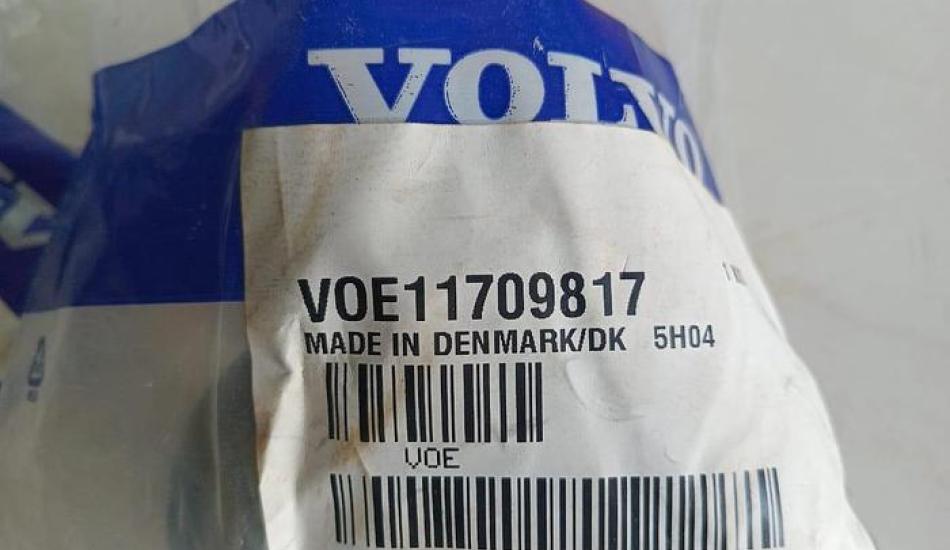 VOLVO
VOE11709817
MADE IN DENMARK/DK 5H04
VOE